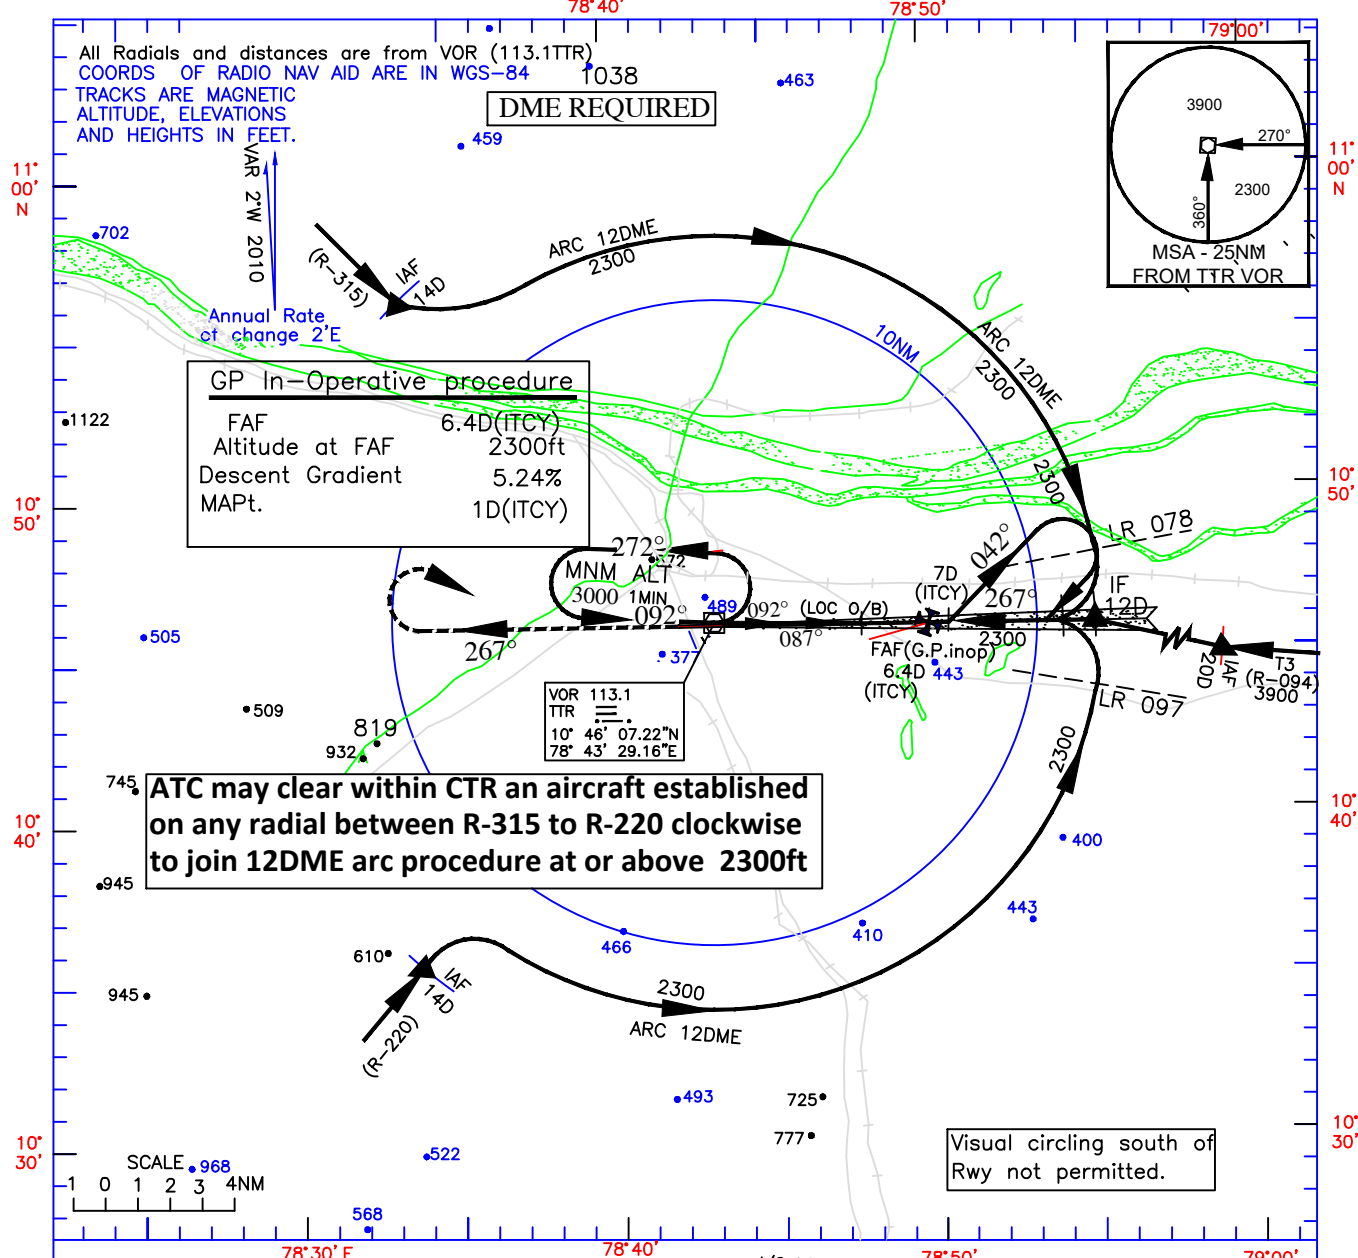 78°40'
78°50'
79°00'
All Radials and distances are from VOR (113.1TTR)
COORDS OF RADIO NAV AID ARE IN WGS-84
TRACKS ARE MAGNETIC
ALTITUDE, ELEVATIONS
AND HEIGHTS IN FEET.
1038
DME REQUIRED
463
459
3900
270°
2300
360°
MSA - 25NM
FROM TTR VOR
11°
00'
N
11°
00'
N
VAR 2°W 2010
Annual Rate
of change 2'E
702
(R-315)
IAF
14D
ARC 12DME
2300
10NM
ARC 12DME
2300
2300
GP In-Operative procedure
FAF 6.4D(ITCY)
Altitude at FAF 2300ft
Descent Gradient 5.24%
MAPt. 1D(ITCY)
1122
10°
50'
10°
50'
LR 078
272°
MNM ALT
3000 1MIN
092°
489
092°
(LOC O/B)
087°
7D
(ITCY)
042°
267°
2300
IF
12D
505
267°
377
FAF(G.P.inop)
6.4D
(ITCY)
443
20D
IAF
T3
(R-094)
3900
LR 097
VOR 113.1
TTR
10° 46' 07.22"N
78° 43' 29.16"E
509
819
932
745
2300
ATC may clear within CTR an aircraft established
on any radial between R-315 to R-220 clockwise
to join 12DME arc procedure at or above 2300ft
10°
40'
10°
40'
400
945
443
410
466
610
IAF
14D
945
2300
ARC 12DME
(R-220)
493
725
777
522
10°
30'
10°
30'
Visual circling south of
Rwy not permitted.
SCALE
968
1 0 1 2 3 4NM
568
78°30' E
78°40'
78°50'
79°00'